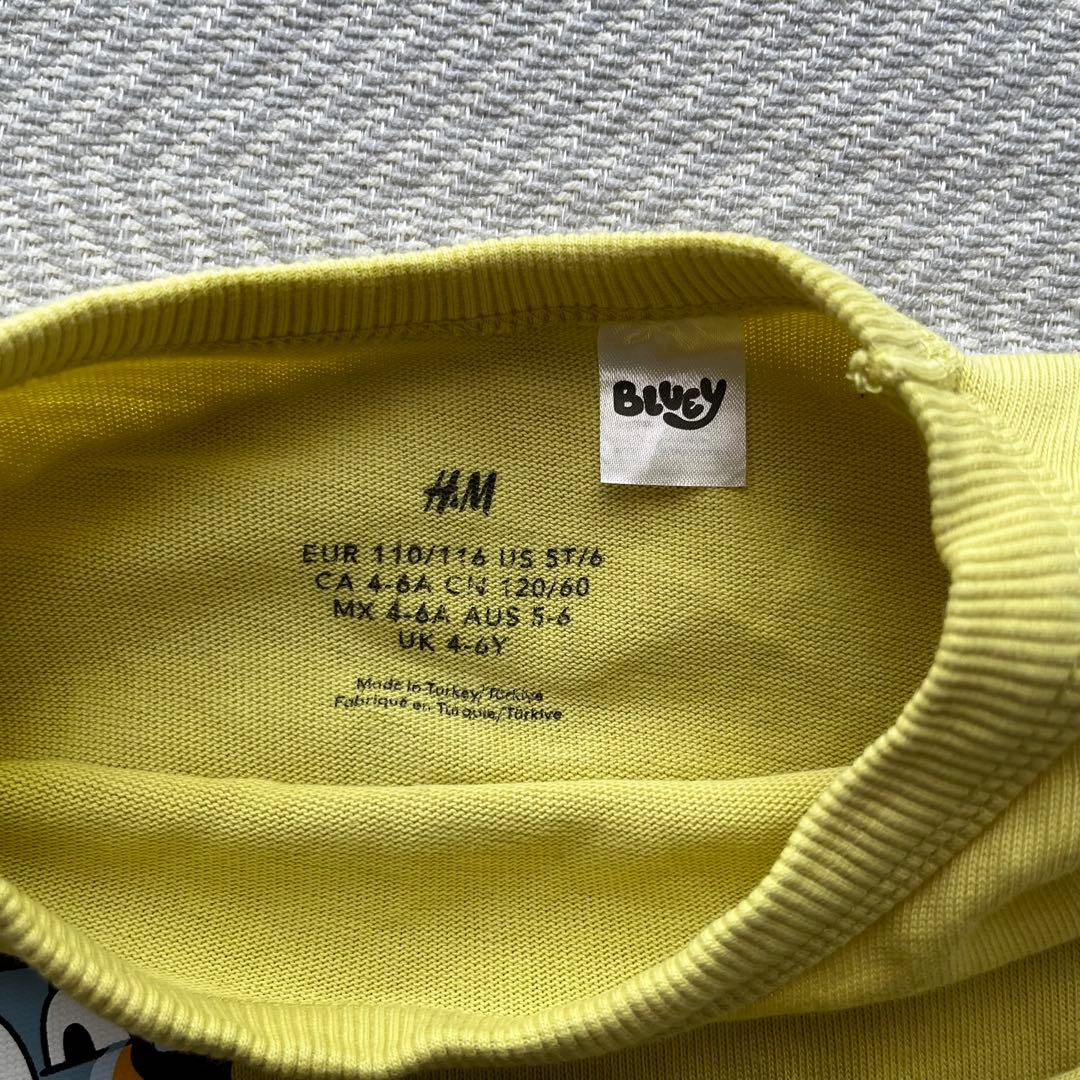 BLUEY
H&M
EUR 110/116 US 5T/6
CA 4-6A CN 120/60
MX 4-6A AUS 5-6
UK 4-6Y
Made in Turkey/Türkiye
Fabriqué en Turquie/Türkiye